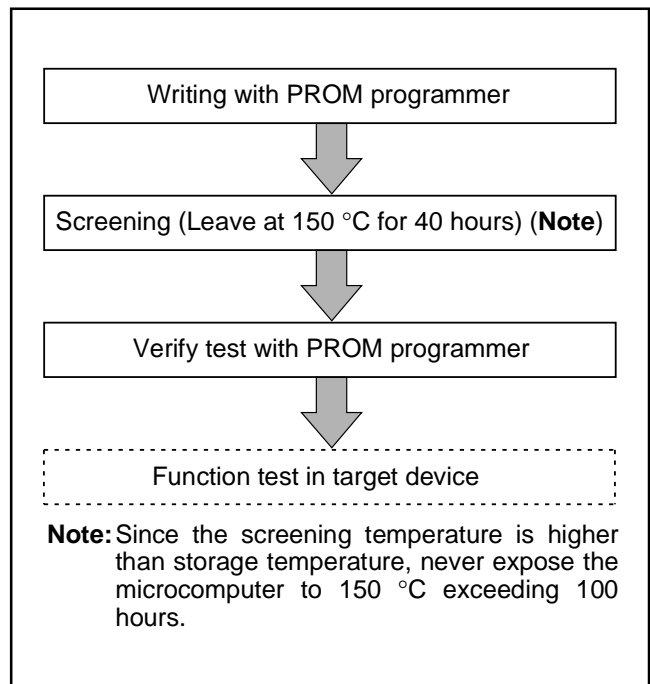 Writing with PROM programmer
Screening (Leave at 150 °C for 40 hours) (Note)
Verify test with PROM programmer
Function test in target device
Note: Since the screening temperature is higher
than storage temperature, never expose the
microcomputer to 150 °C exceeding 100
hours.